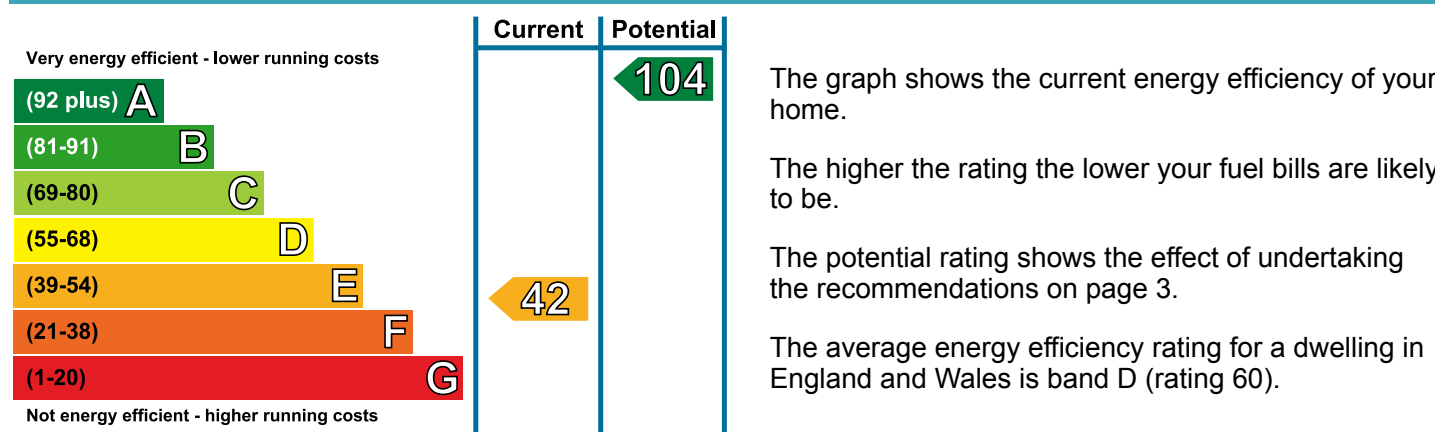 Current Potential
Very energy efficient - lower running costs
(92 plus) A
104
(81-91) B
(69-80) C
(55-68) D
(39-54) E
42
(21-38) F
(1-20) G
Not energy efficient - higher running costs
The graph shows the current energy efficiency of your
home.
The higher the rating the lower your fuel bills are likely
to be.
The potential rating shows the effect of undertaking
the recommendations on page 3.
The average energy efficiency rating for a dwelling in
England and Wales is band D (rating 60).